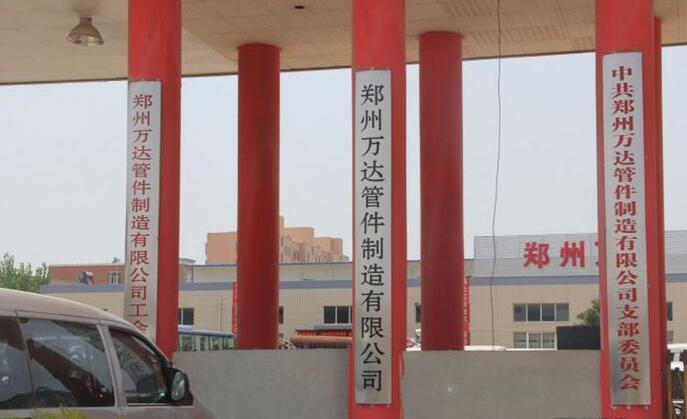 郑州万达管件制造有限公司工会
郑州万达管件制造有限公司
中共郑州万达管件制造有限公司支部委员会
郑州